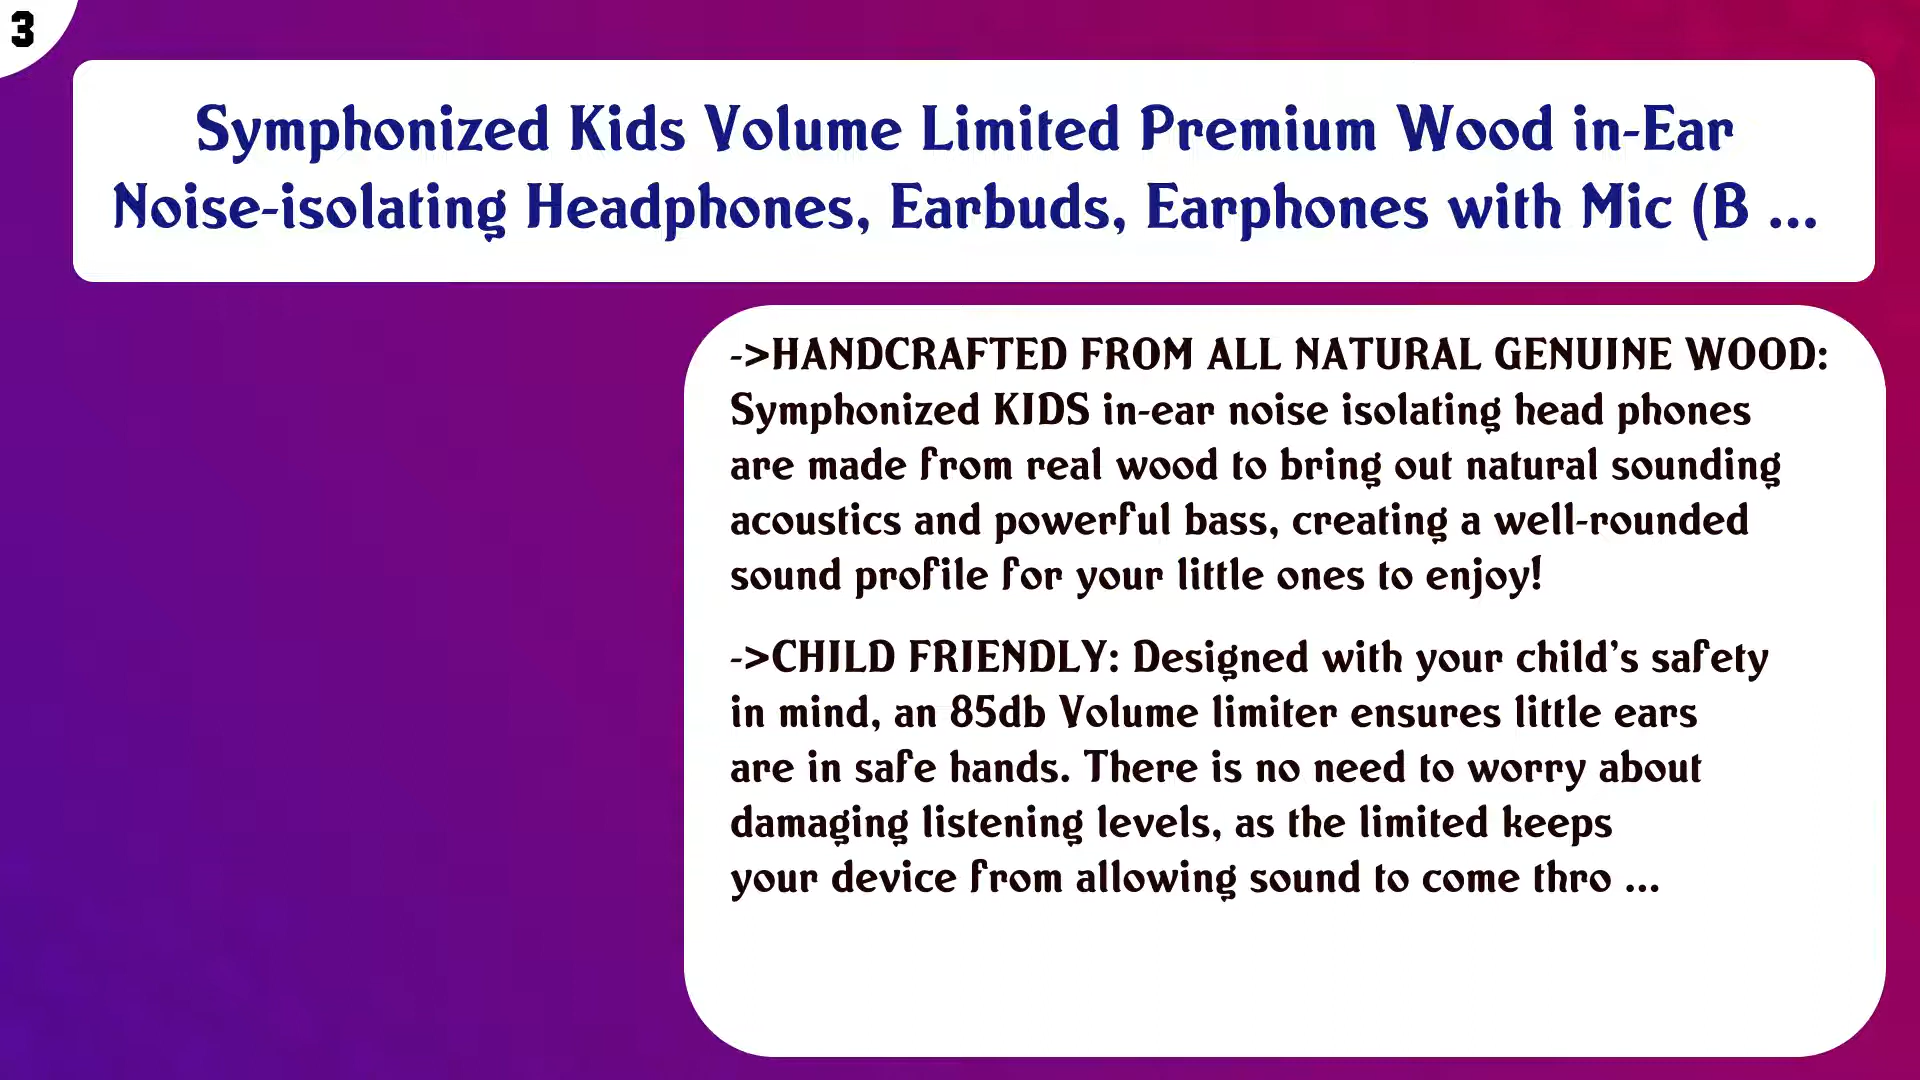 3
Symphonized Kids Volume Limited Premium Wood in-Ear
Noise-isolating Headphones, Earbuds, Earphones with Mic (B ...
->HANDCRAFTED FROM ALL NATURAL GENUINE WOOD:
Symphonized KIDS in-ear noise isolating head phones
are made from real wood to bring out natural sounding
acoustics and powerful bass, creating a well-rounded
sound profile for your little ones to enjoy!
->CHILD FRIENDLY: Designed with your child's safety
in mind, an 85db Volume limiter ensures little ears
are in safe hands. There is no need to worry about
damaging listening levels, as the limited keeps
your device from allowing sound to come thro ...